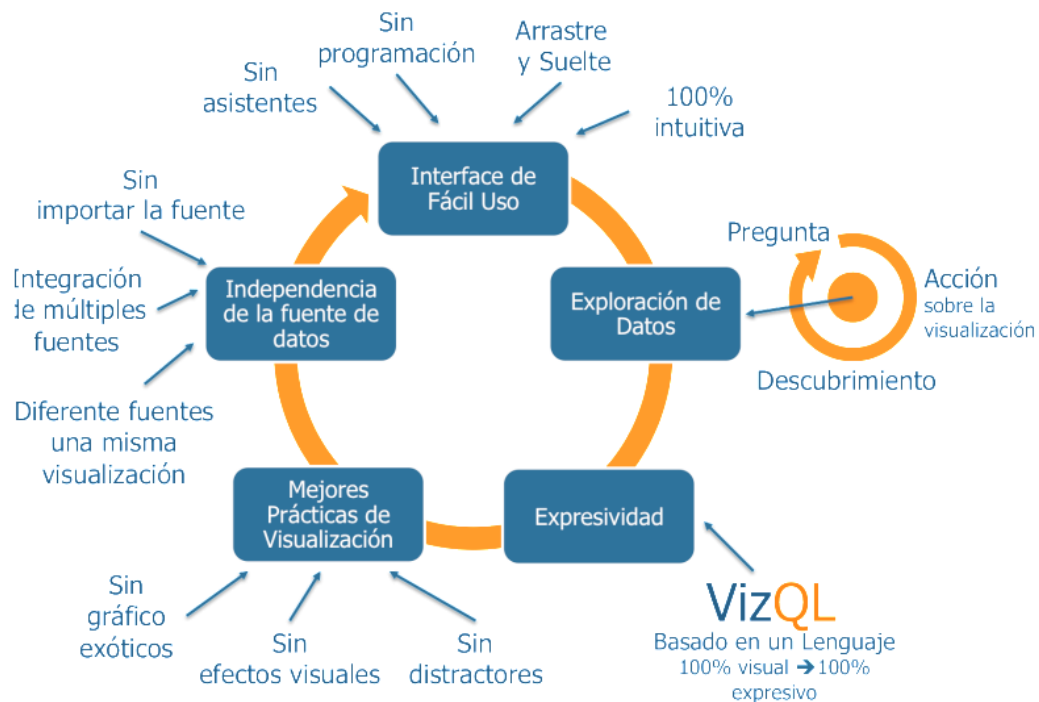 Sin
programación
Arrastre
y Suelte
Sin
asistentes
100%
intuitiva
Interface de
Fácil Uso
Sin
importar la fuente
Integración
de múltiples
fuentes
Diferente fuentes
una misma
visualización
Independencia
de la fuente de
datos
Exploración de
Datos
Pregunta
Acción
sobre la
visualización
Descubrimiento
Mejores
Prácticas de
Visualización
Expresividad
Sin
gráfico
exóticos
Sin
efectos visuales
Sin
distractores
VizQL
Basado en un Lenguaje
100% visual ➔100%
expresivo